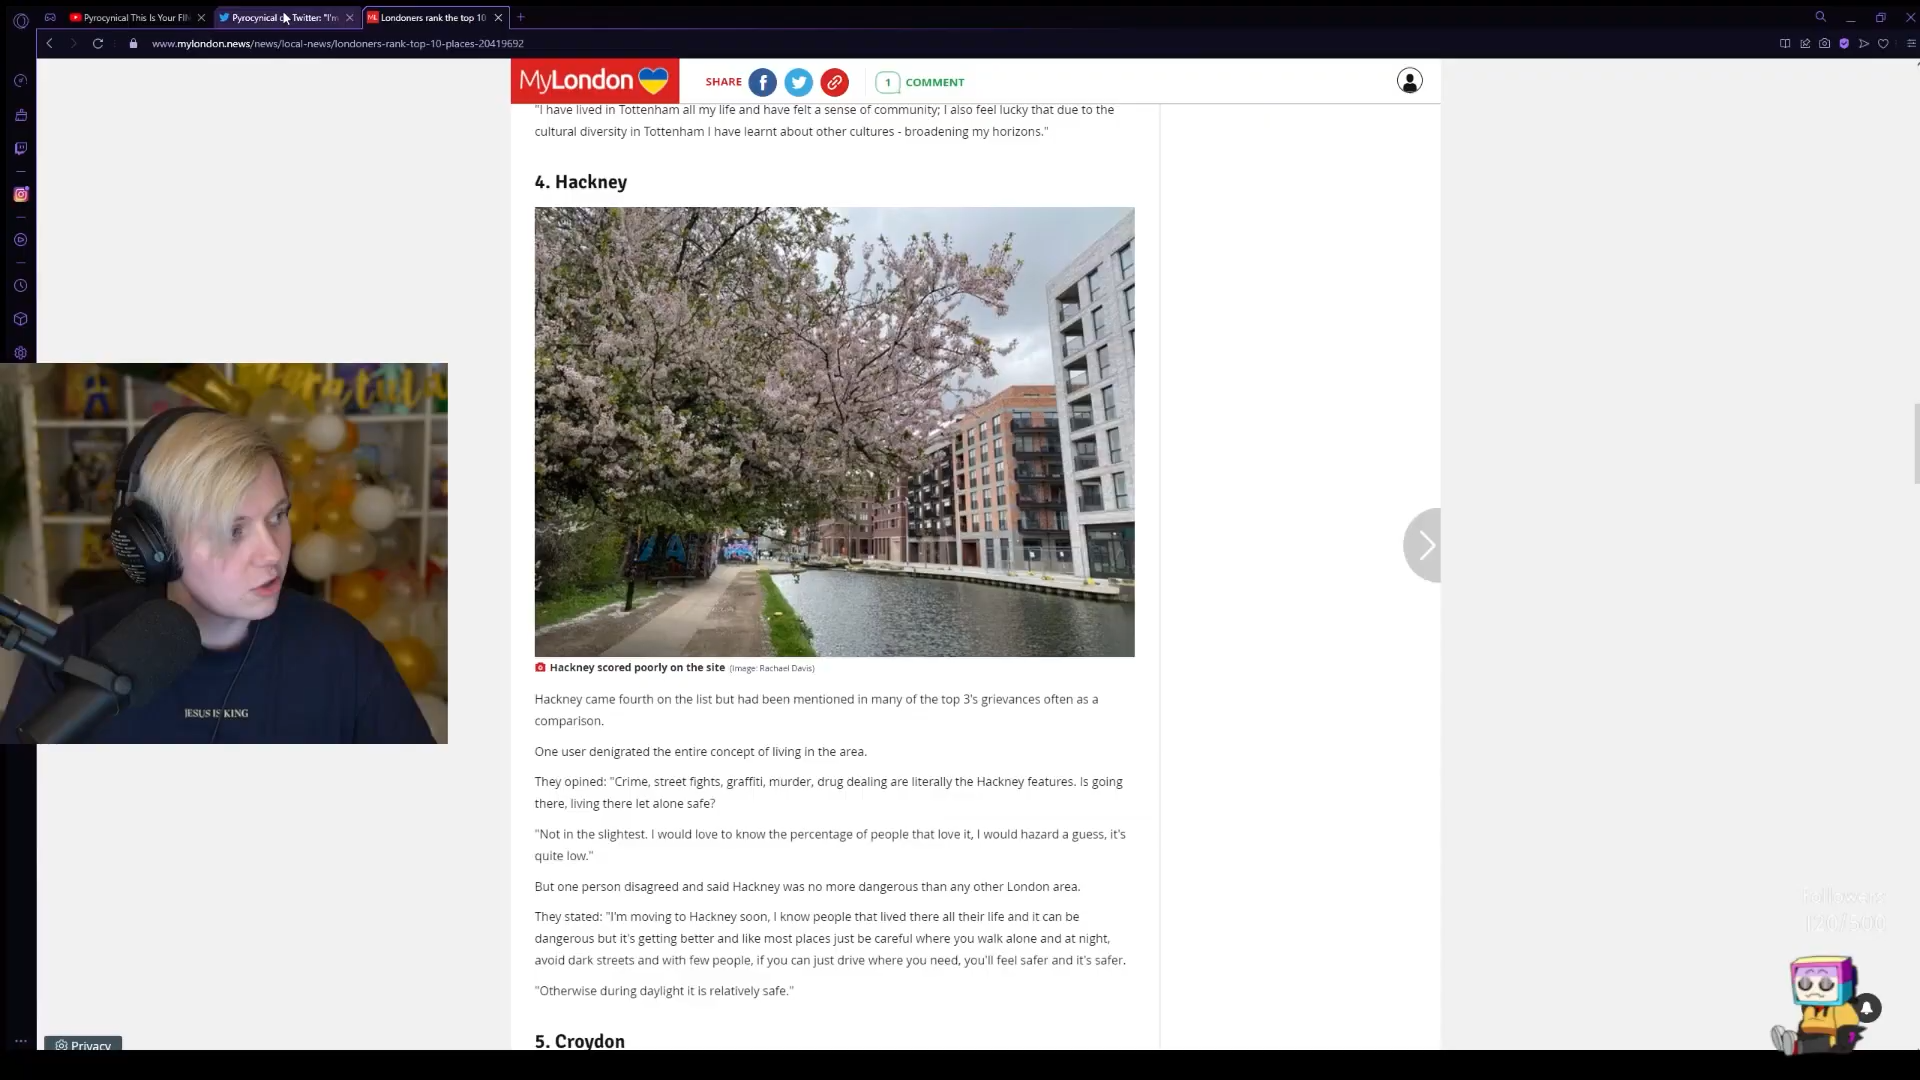 Pyrocynical This Is Your FIN
Pyrocynical on Twitter: "I'm
ML Londoners rank the top 10
www.mylondon.news/news/local-news/londoners-rank-top-10-places-20419692
MyLondon
SHARE
1 COMMENT
"I have lived in Tottenham all my life and have felt a sense of community; I also feel lucky that due to the
cultural diversity in Tottenham I have learnt about other cultures - broadening my horizons."
4. Hackney
Hackney scored poorly on the site (Image: Rachael Davis)
Hackney came fourth on the list but had been mentioned in many of the top 3's grievances often as a
comparison.
One user denigrated the entire concept of living in the area.
They opined: "Crime, street fights, graffiti, murder, drug dealing are literally the Hackney features. Is going
there, living there let alone safe?
"Not in the slightest. I would love to know the percentage of people that love it, I would hazard a guess, it's
quite low."
But one person disagreed and said Hackney was no more dangerous than any other London area.
They stated: "I'm moving to Hackney soon, I know people that lived there all their life and it can be
dangerous but it's getting better and like most places just be careful where you walk alone and at night,
avoid dark streets and with few people, if you can just drive where you need, you'll feel safer and it's safer.
"Otherwise during daylight it is relatively safe."
5. Croydon
Privacy
JESUS IS KING